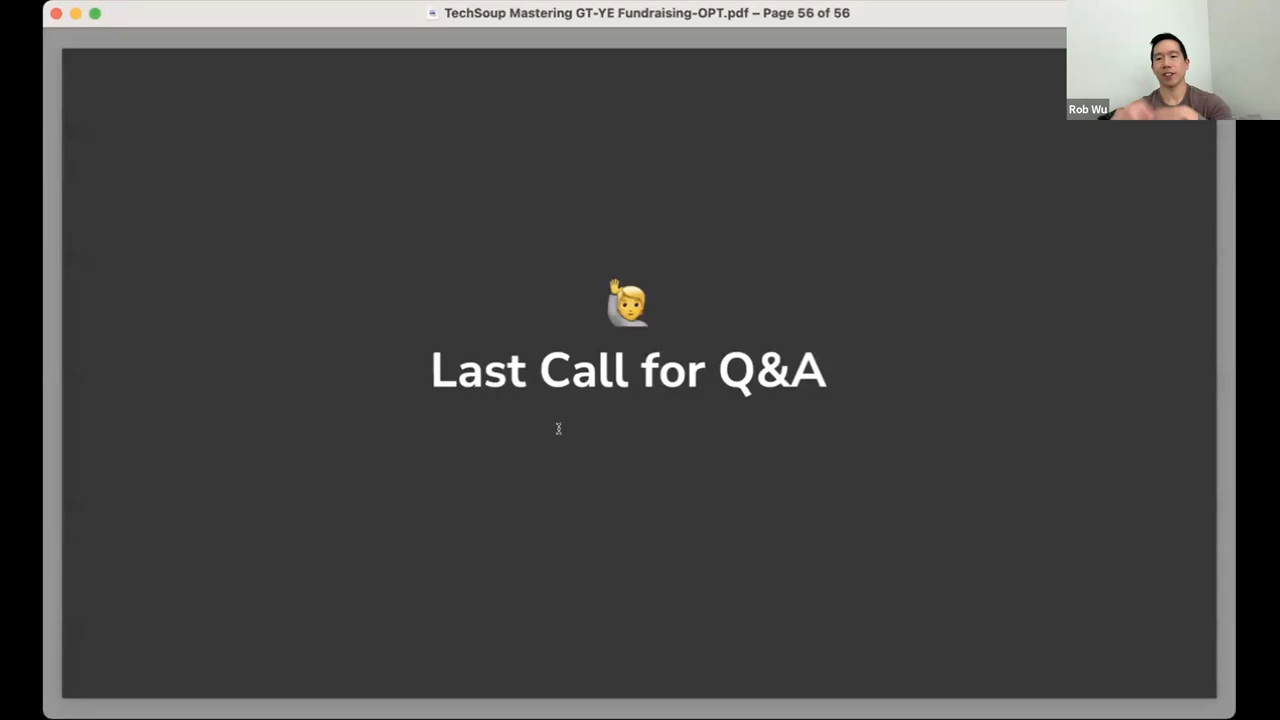 TechSoup Mastering GT-YE Fundraising-OPT.pdf – Page 56 of 56
Rob Wu
Last Call for Q&A